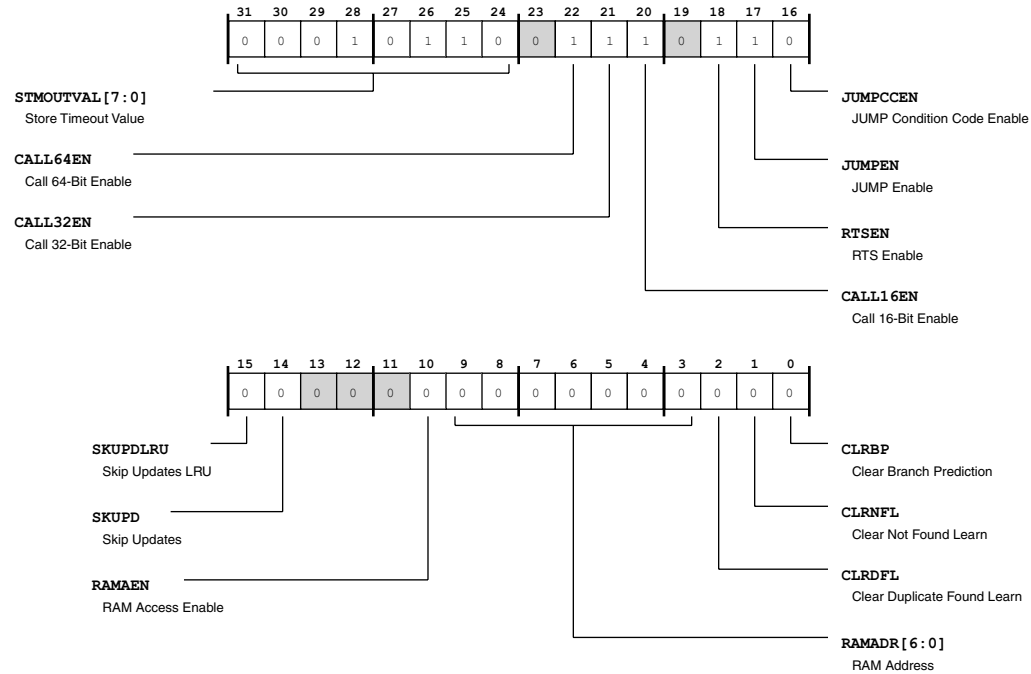 31 30 29 28 27 26 25 24 23 22 21 20 19 18 17 16
0 0 0 1 0 1 1 0 0 1 1 1 0 1 1 0
STMOUTVAL[7:0]
Store Timeout Value
CALL64EN
Call 64-Bit Enable
CALL32EN
Call 32-Bit Enable
JUMPCCEN
JUMP Condition Code Enable
JUMPEN
JUMP Enable
RTSEN
RTS Enable
CALL16EN
Call 16-Bit Enable
15 14 13 12 11 10 9 8 7 6 5 4 3 2 1 0
0 0 0 0 0 0 0 0 0 0 0 0 0 0 0 0
SKUPDLRU
Skip Updates LRU
SKUPD
Skip Updates
RAMAEN
RAM Access Enable
CLRBP
Clear Branch Prediction
CLRNFL
Clear Not Found Learn
CLRDFL
Clear Duplicate Found Learn
RAMADR[6:0]
RAM Address